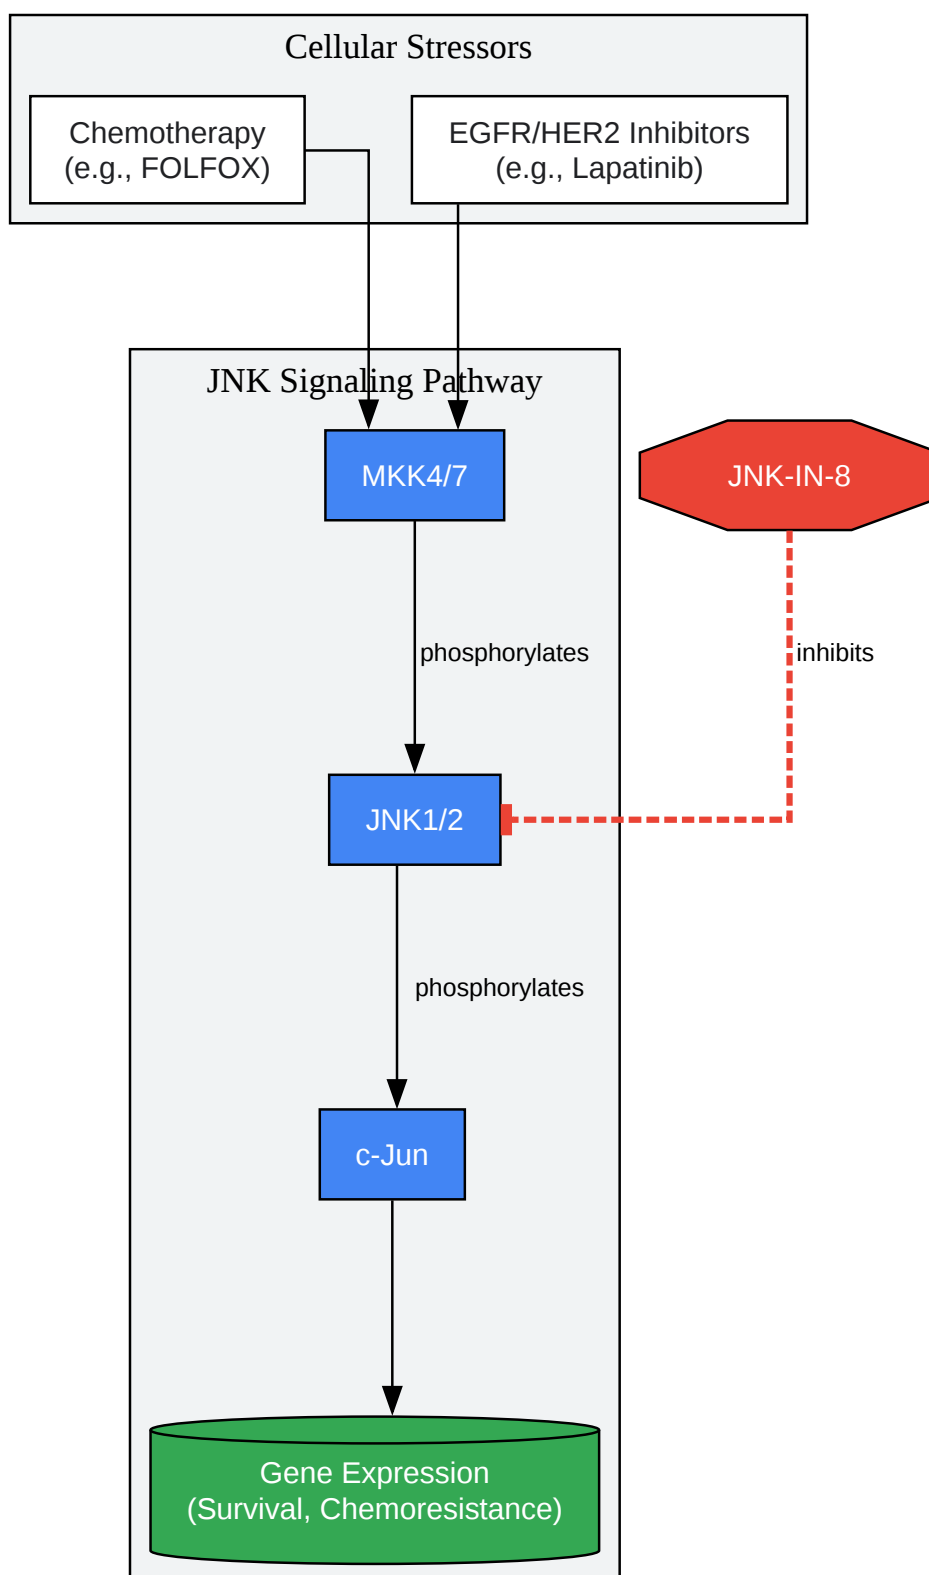 Cellular Stressors
Chemotherapy
(e.g., FOLFOX)
EGFR/HER2 Inhibitors
(e.g., Lapatinib)
JNK Signaling Pathway
MKK4/7
JNK-IN-8
phosphorylates
inhibits
JNK1/2
phosphorylates
c-Jun
Gene Expression
(Survival, Chemoresistance)